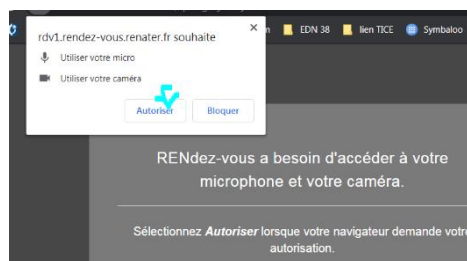 rdv1.rendez-vous.renater.fr souhaite
EDN 38
lien TICE
Symbaloo
Utiliser votre micro
Utiliser votre caméra
Autoriser
Bloquer
RENdez-vous a besoin d'accéder à votre
microphone et votre caméra.
Sélectionnez Autoriser lorsque votre navigateur demande votre
autorisation.